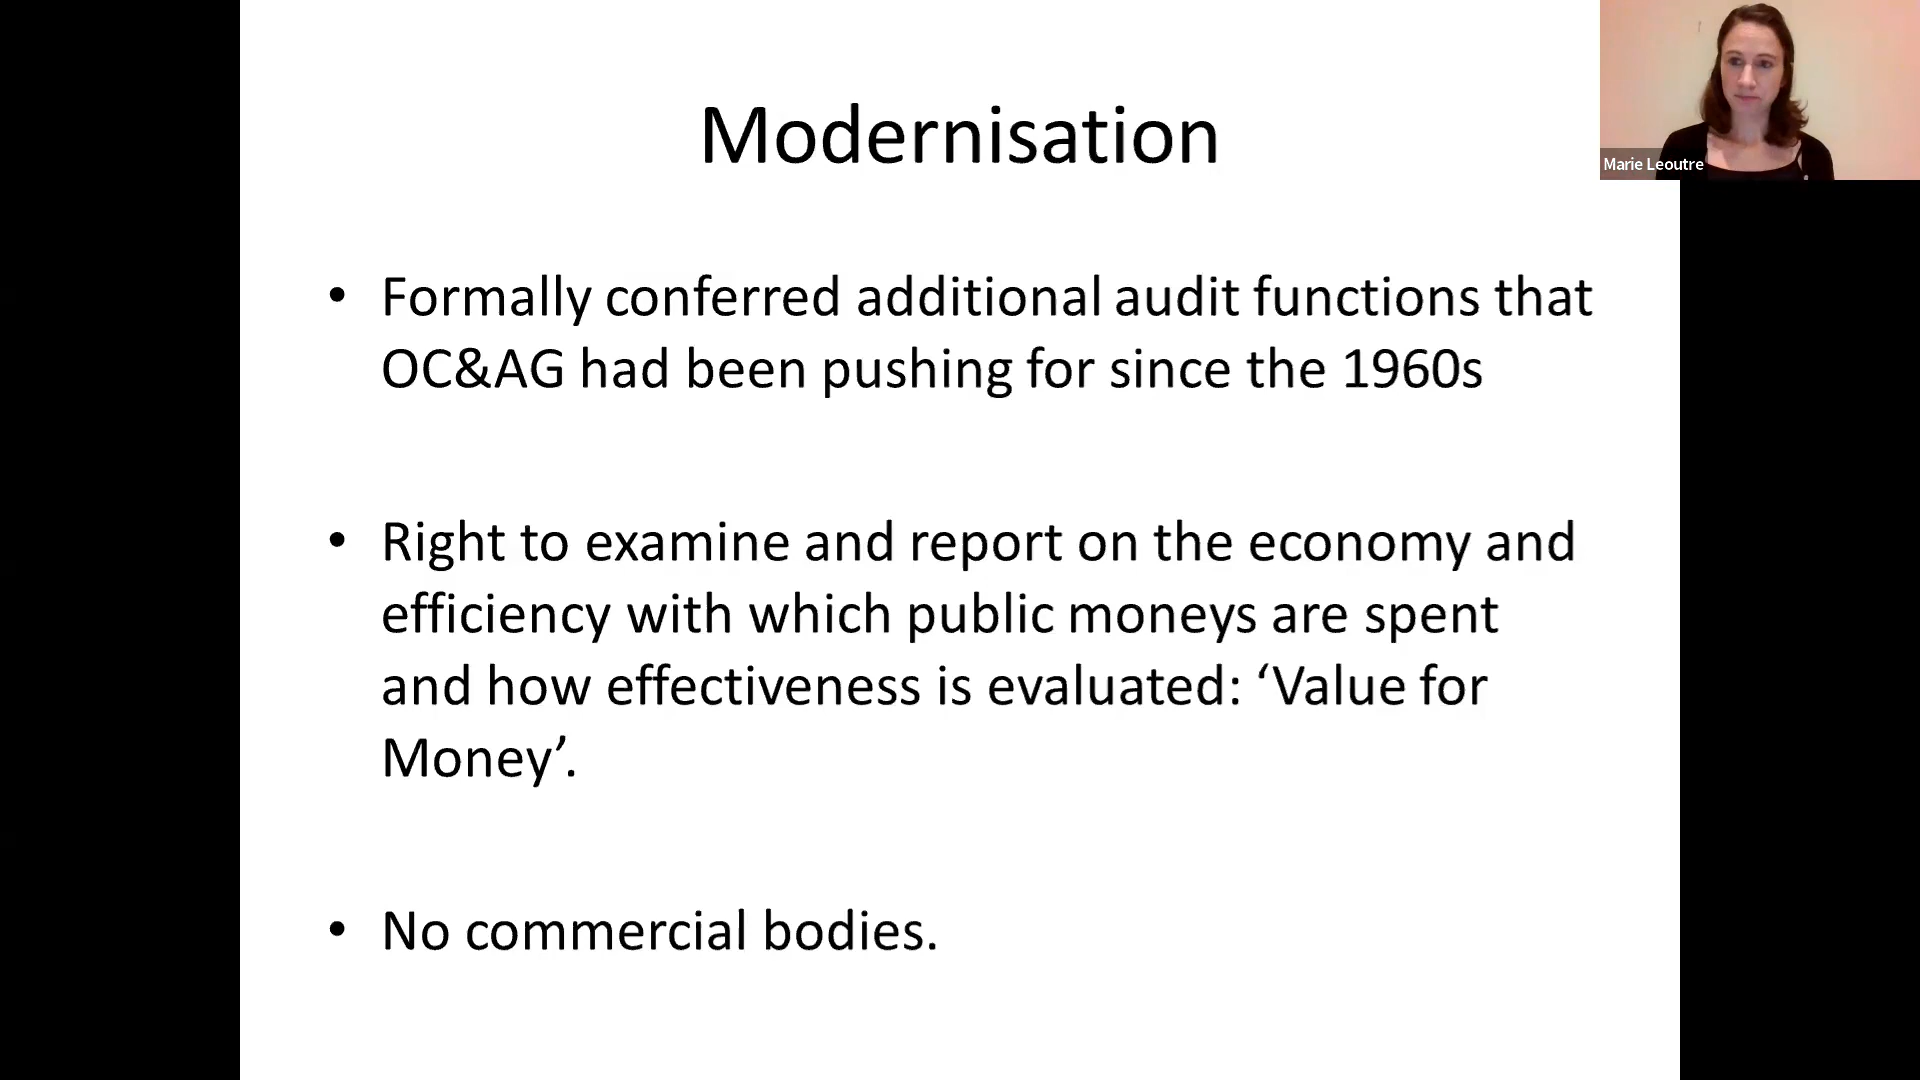 Modernisation
Marie Leoutre
• Formally conferred additional audit functions that
OC&AG had been pushing for since the 1960s
• Right to examine and report on the economy and
efficiency with which public moneys are spent
and how effectiveness is evaluated: ‘Value for
Money’.
• No commercial bodies.